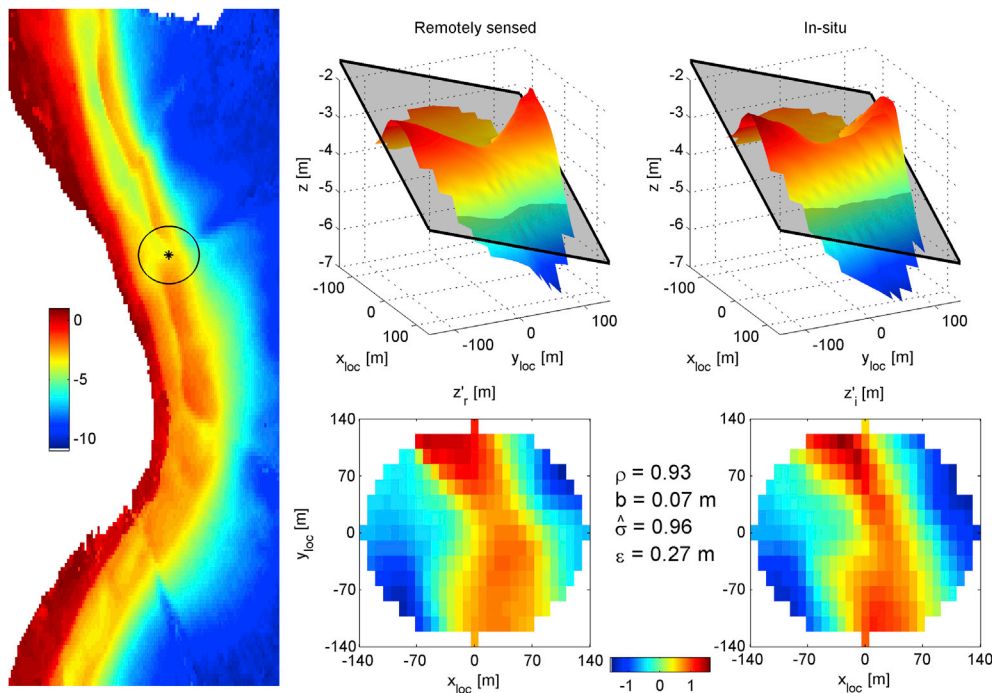 Remotely sensed
In-situ
-2
-3
-4
-5
-6
-7
z [m]
-100
0
100
x_loc [m]
-100
0
100
y_loc [m]
-2
-3
-4
-5
-6
-7
z [m]
-100
0
100
x_loc [m]
-100
0
100
y_loc [m]
0
-5
-10
z'_r [m]
140
70
0
-70
-140
y_loc [m]
-140 -70 0 70 140
x_loc [m]
ρ = 0.93
b = 0.07 m
σ̂ = 0.96
ε = 0.27 m
-1 0 1
z'_i [m]
140
70
0
-70
-140
-140 -70 0 70 140
x_loc [m]